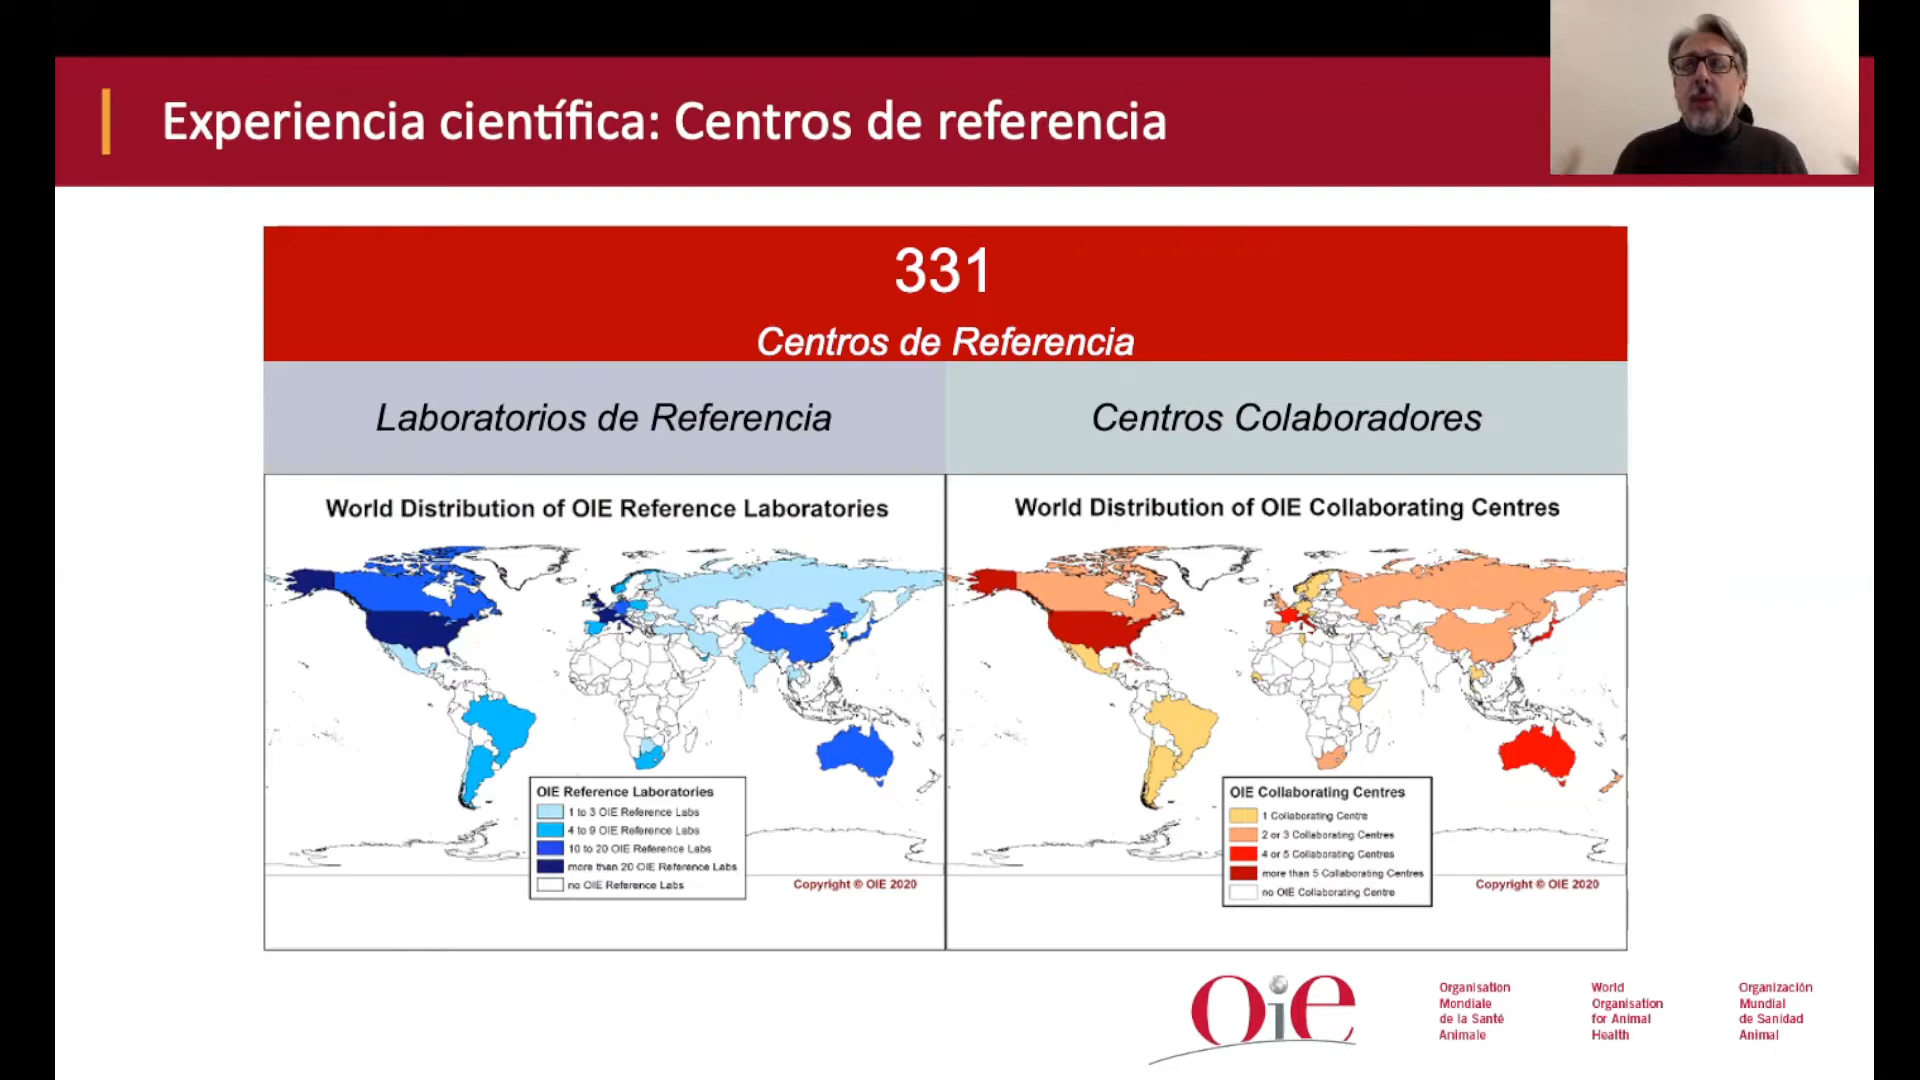 Experiencia científica: Centros de referencia
331
Centros de Referencia
Laboratorios de Referencia
Centros Colaboradores
World Distribution of OIE Reference Laboratories
OIE Reference Laboratories
1 to 3 OIE Reference Labs
4 to 9 OIE Reference Labs
10 to 20 OIE Reference Labs
more than 20 OIE Reference Labs
no OIE Reference Labs
Copyright © OIE 2020
World Distribution of OIE Collaborating Centres
OIE Collaborating Centres
1 Collaborating Centre
2 or 3 Collaborating Centres
4 or 5 Collaborating Centres
more than 5 Collaborating Centres
no OIE Collaborating Centre
Copyright © OIE 2020
Oie
Organisation
Mondiale
de la Santé
Animale
World
Organisation
for Animal
Health
Organización
Mundial
de Sanidad
Animal